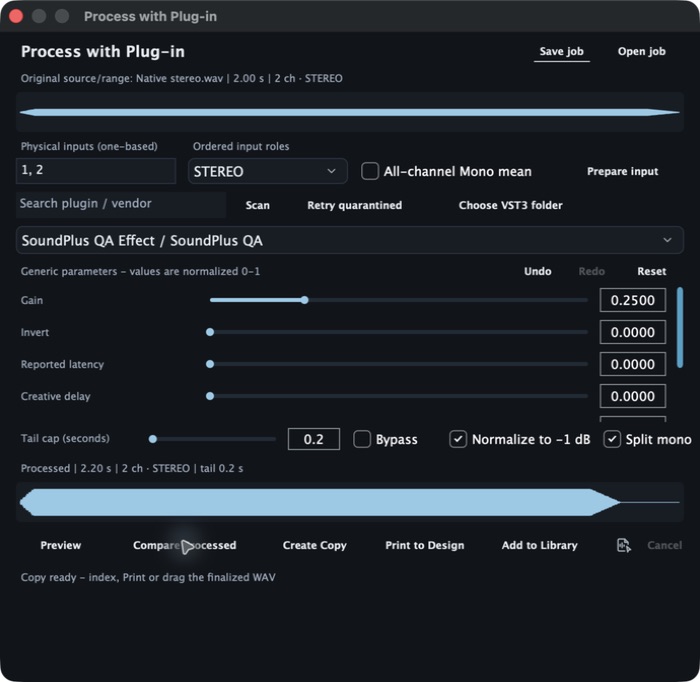 Process with Plug-in
Process with Plug-in
Save job
Open job
Original source/range: Native stereo.wav | 2.00 s | 2 ch · STEREO
Physical inputs (one-based)
Ordered input roles
1, 2
STEREO
All-channel Mono mean
Prepare input
Search plugin / vendor
Scan
Retry quarantined
Choose VST3 folder
SoundPlus QA Effect / SoundPlus QA
Generic parameters – values are normalized 0–1
Undo
Redo
Reset
Gain
0.2500
Invert
0.0000
Reported latency
0.0000
Creative delay
0.0000
Tail cap (seconds)
0.2
Bypass
Normalize to -1 dB
Split mono
Processed | 2.20 s | 2 ch · STEREO | tail 0.2 s
Preview
Compare processed
Create Copy
Print to Design
Add to Library
Cancel
Copy ready – index, Print or drag the finalized WAV